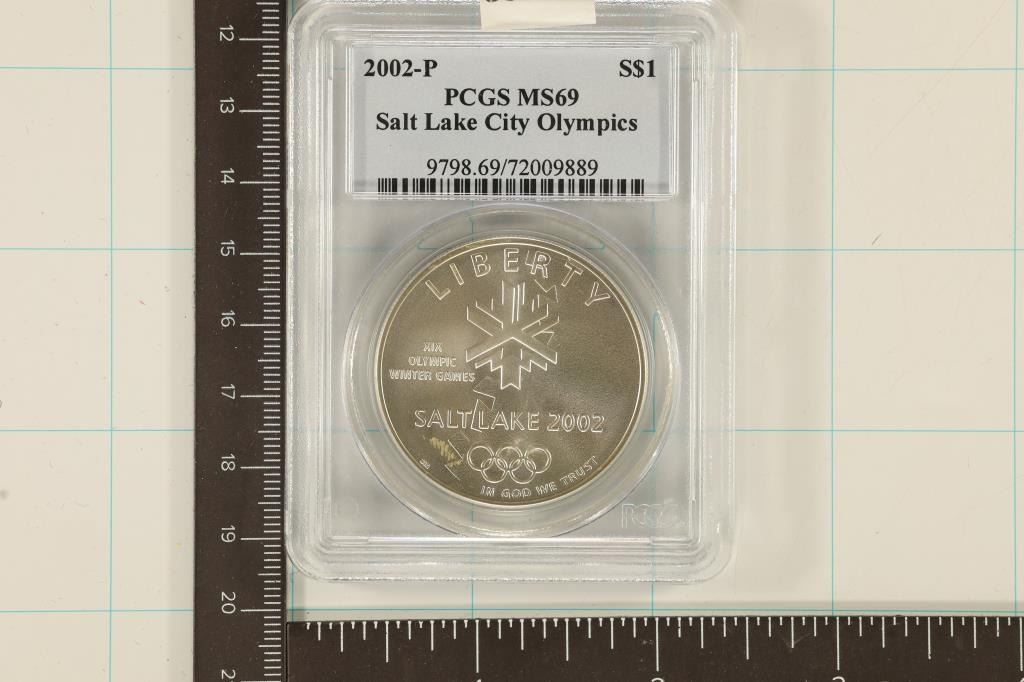 2002-P S$1
PCGS MS69
Salt Lake City Olympics
9798.69/72009889
LIBERTY
XIX
OLYMPIC
WINTER GAMES
SALT LAKE 2002
IN GOD WE TRUST
PCGS
12
13
14
15
16
17
18
19
20